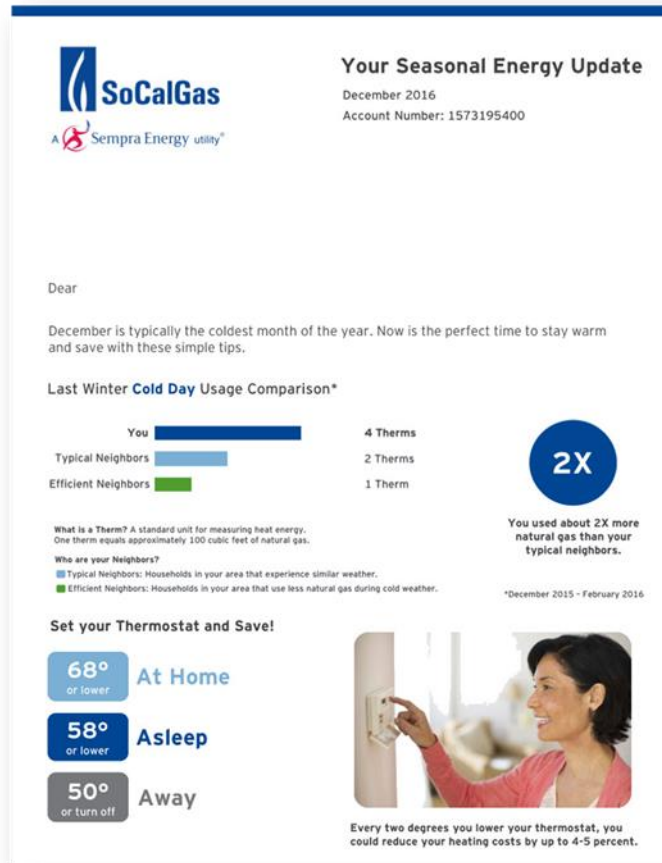 SoCalGas
A Sempra Energy utility®
Your Seasonal Energy Update
December 2016
Account Number: 1573195400
Dear
December is typically the coldest month of the year. Now is the perfect time to stay warm
and save with these simple tips.
Last Winter Cold Day Usage Comparison*
You 4 Therms
Typical Neighbors 2 Therms
Efficient Neighbors 1 Therm
2X
You used about 2X more
natural gas than your
typical neighbors.
What is a Therm? A standard unit for measuring heat energy.
One therm equals approximately 100 cubic feet of natural gas.
Who are your Neighbors?
Typical Neighbors: Households in your area that experience similar weather.
Efficient Neighbors: Households in your area that use less natural gas during cold weather.
*December 2015 - February 2016
Set your Thermostat and Save!
68°
or lower
At Home
58°
or lower
Asleep
50°
or turn off
Away
Every two degrees you lower your thermostat, you
could reduce your heating costs by up to 4-5 percent.